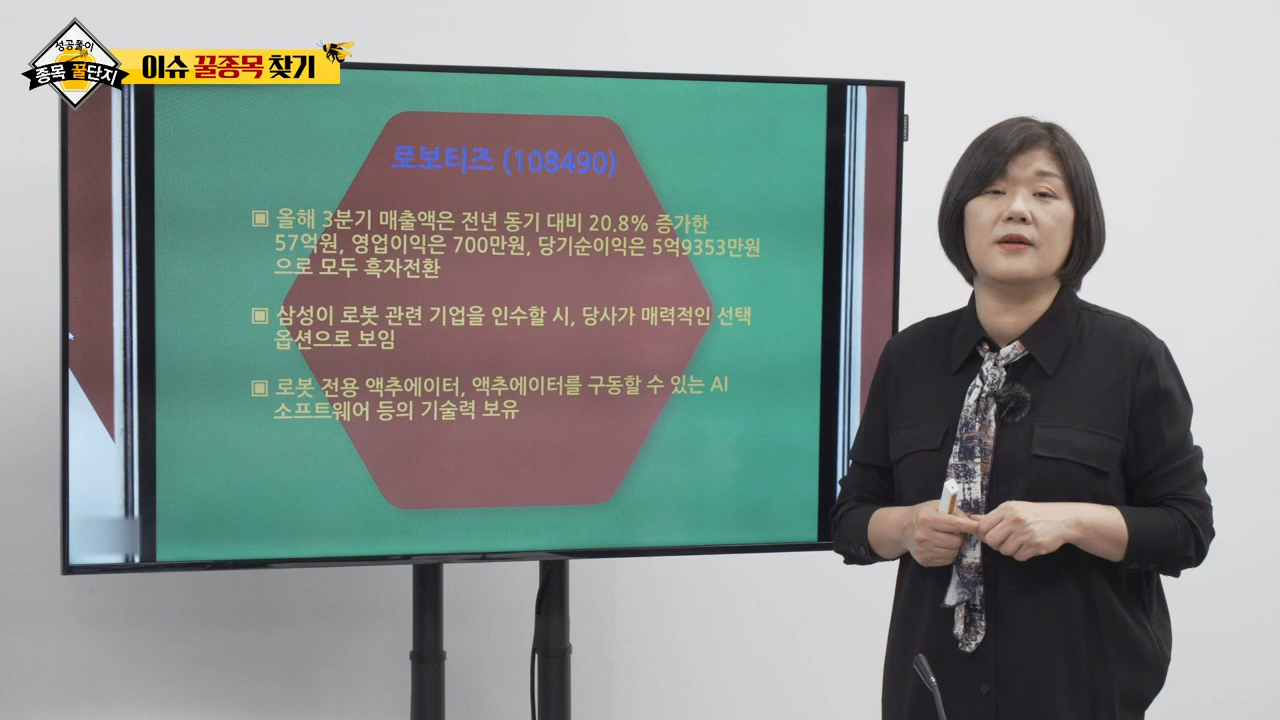 성공풀이
종목 꿀단지
이슈 꿀종목 찾기
로보티즈 (108490)
▣ 올해 3분기 매출액은 전년 동기 대비 20.8% 증가한
57억원, 영업이익은 700만원, 당기순이익은 5억9353만원
으로 모두 흑자전환
▣ 삼성이 로봇 관련 기업을 인수할 시, 당사가 매력적인 선택
옵션으로 보임
▣ 로봇 전용 액추에이터, 액추에이터를 구동할 수 있는 AI
소프트웨어 등의 기술력 보유